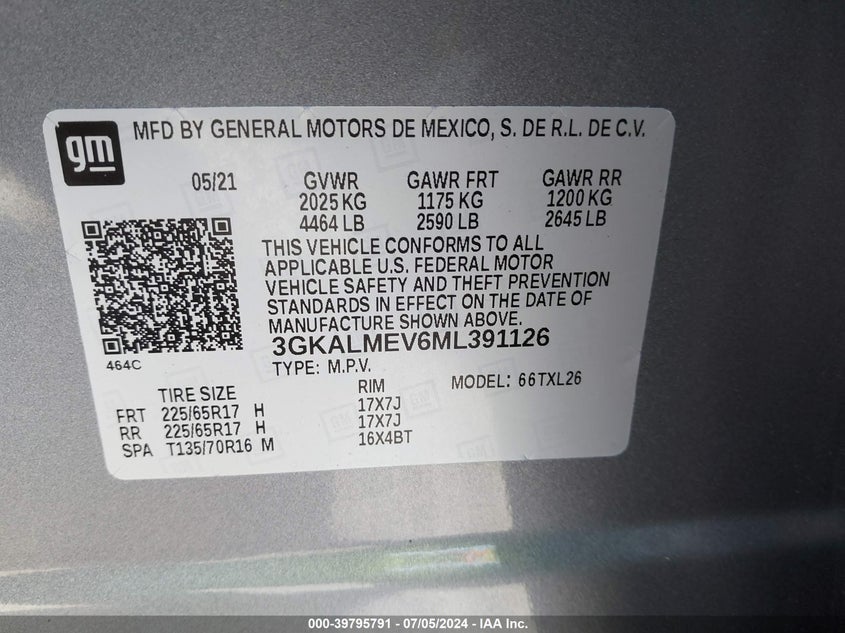 gm
MFD BY GENERAL MOTORS DE MEXICO, S. DE R.L. DE C.V.
05/21 GVWR GAWR FRT GAWR RR
2025 KG 1175 KG 1200 KG
4464 LB 2590 LB 2645 LB
THIS VEHICLE CONFORMS TO ALL
APPLICABLE U.S. FEDERAL MOTOR
VEHICLE SAFETY AND THEFT PREVENTION
STANDARDS IN EFFECT ON THE DATE OF
MANUFACTURE SHOWN ABOVE.
464C
3GKALMEV6ML391126
TYPE: M.P.V.
TIRE SIZE RIM MODEL: 66TXL26
FRT 225/65R17 H 17X7J
RR 225/65R17 H 17X7J
SPA T135/70R16 M 16X4BT
000-39795791 / 07/05/2024 - IAA Inc.